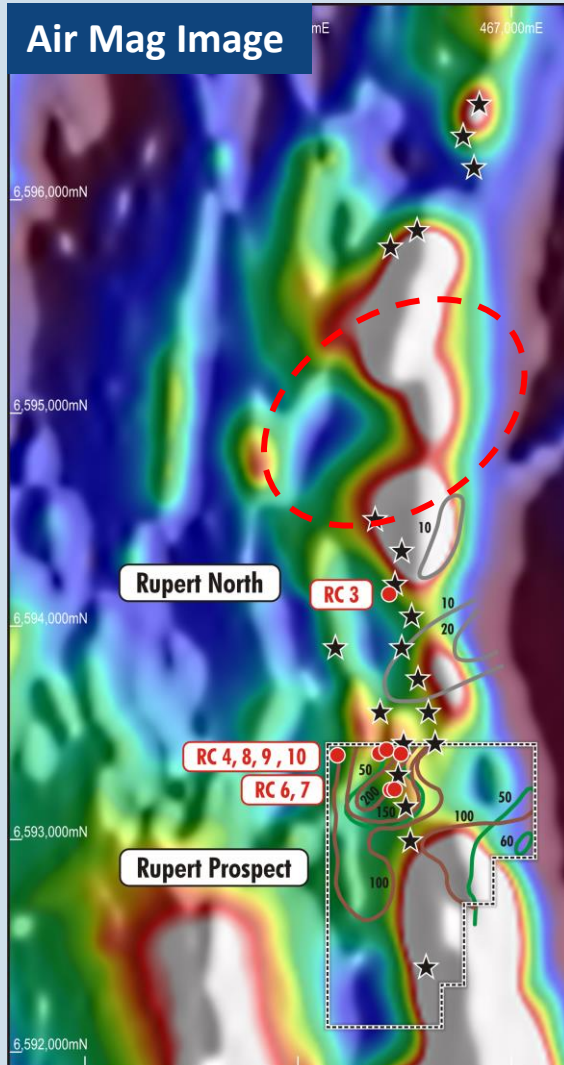 Air Mag Image
mE
467,000mE
6,596,000mN
6,595,000mN
10
Rupert North
RC 3
10
6,594,000mN
20
RC 4, 8, 9, 10
50
RC 6, 7
200
150
50
100
6,593,000mN
60
Rupert Prospect
100
6,592,000mN